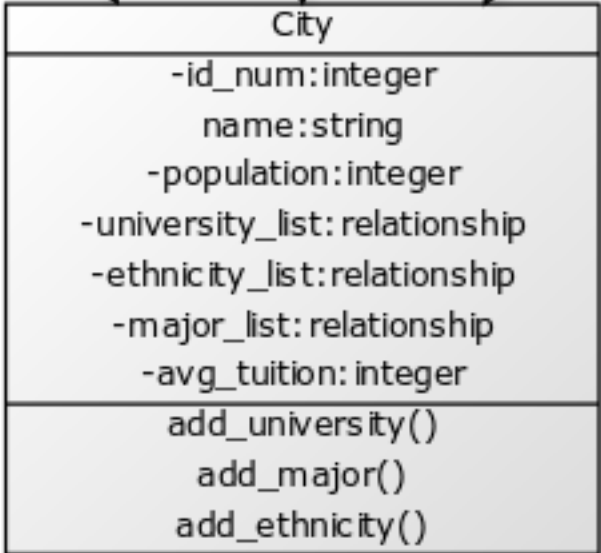 City
-id_num:integer
name:string
-population:integer
-university_list:relationship
-ethnicity_list:relationship
-major_list:relationship
-avg_tuition:integer
add_university()
add_major()
add_ethnicity()